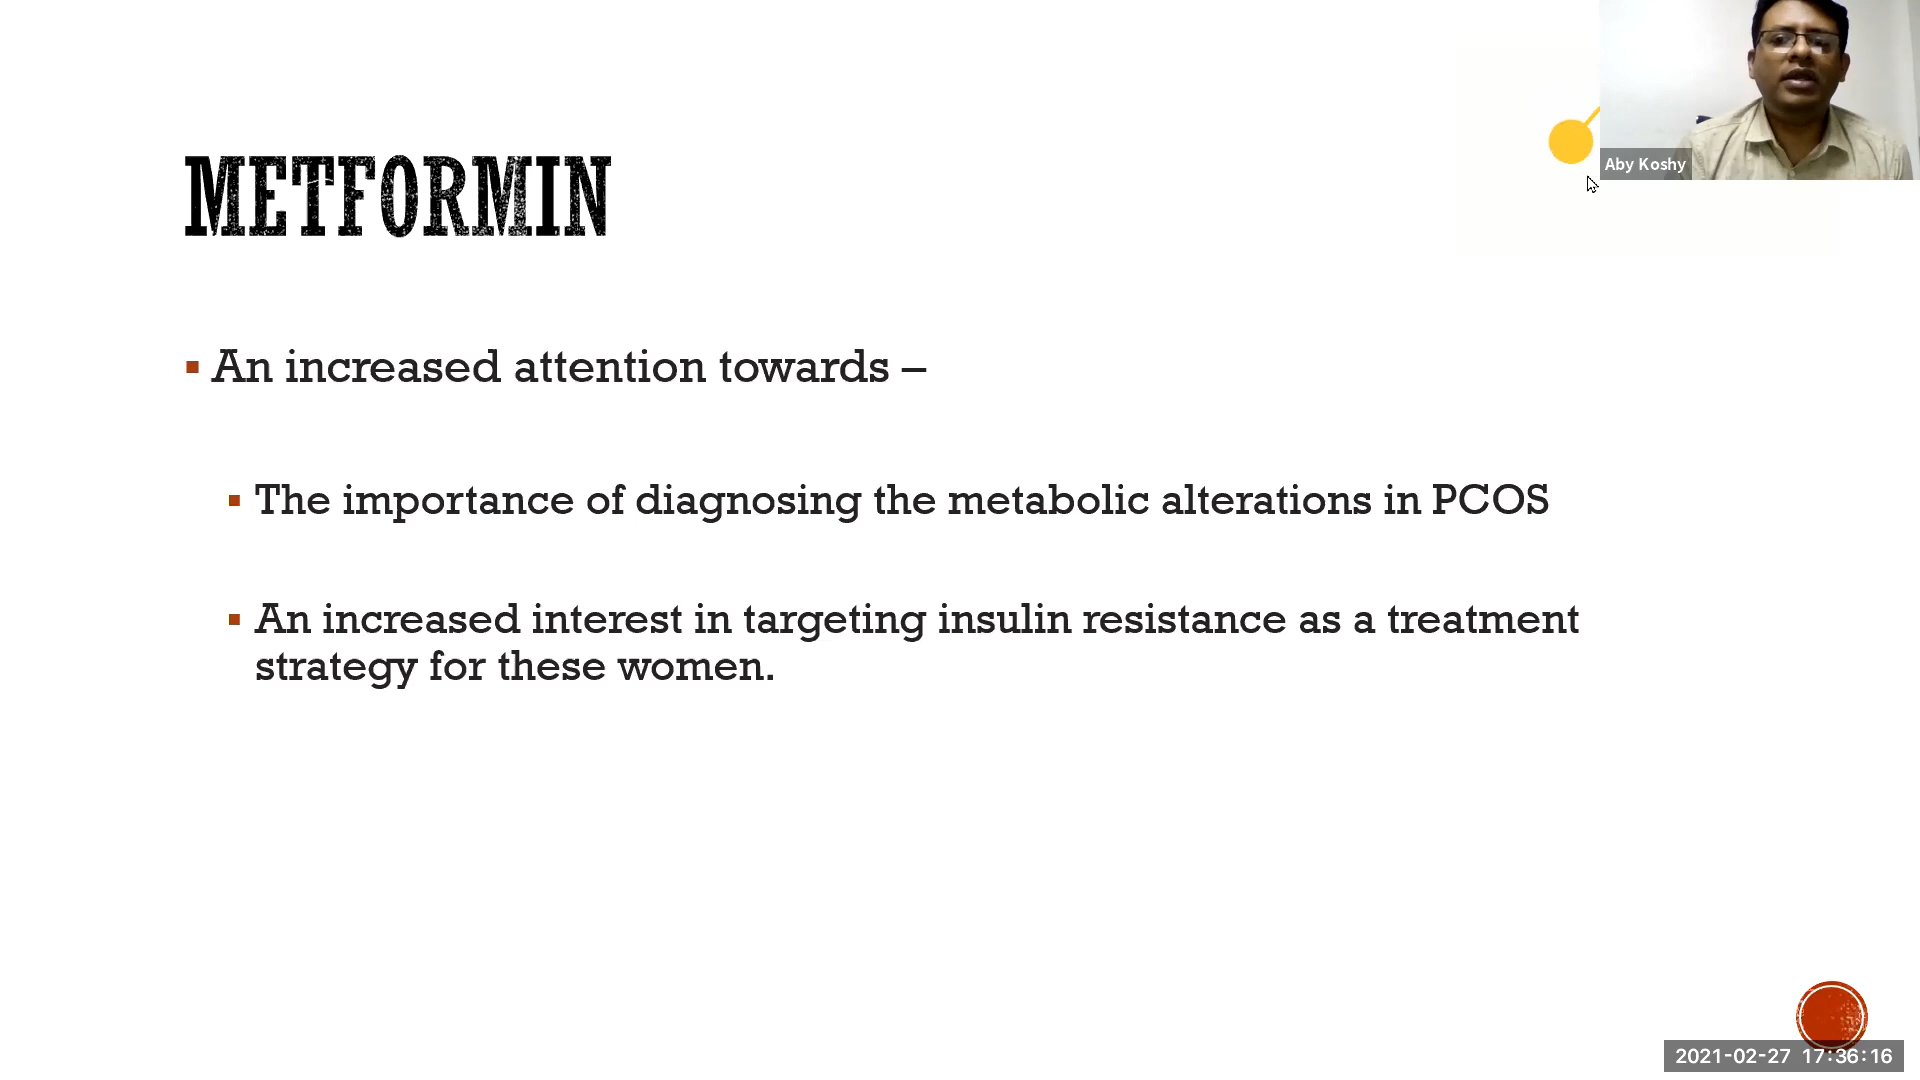 METFORMIN
An increased attention towards –
The importance of diagnosing the metabolic alterations in PCOS
An increased interest in targeting insulin resistance as a treatment
strategy for these women.
Aby Koshy
2021-02-27 17:36:16